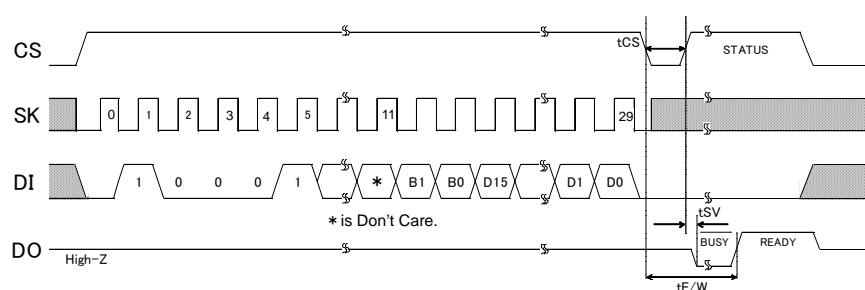 CS
tCS
STATUS
SK
0 1 2 3 4 5 11 29
DI
1 0 0 0 1 * B1 B0 D15 D1 D0
* is Don't Care.
tSV
DO
High-Z
BUSY
READY
tE/W